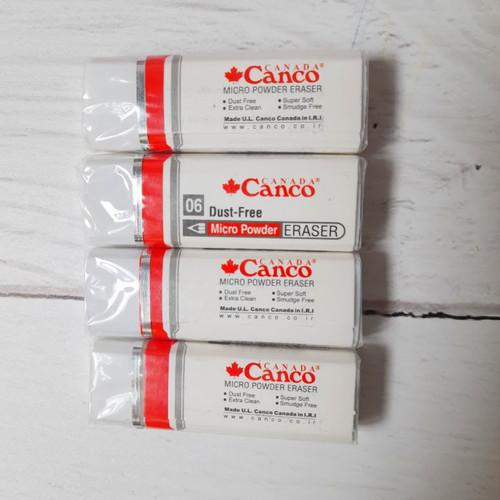 CANADA
Canco®
MICRO POWDER ERASER
• Dust Free • Super Soft
• Extra Clean • Smudge Free
Made U.L. Canco Canada in I.R.I
www.canco.co.ir
CANADA
Canco®
06 Dust-Free
Micro Powder ERASER
CANADA
Canco®
MICRO POWDER ERASER
• Dust Free • Super Soft
• Extra Clean • Smudge Free
Made U.L. Canco Canada in I.R.I
www.canco.co.ir
CANADA
Canco®
MICRO POWDER ERASER
• Dust Free • Super Soft
• Extra Clean • Smudge Free
Made U.L. Canco Canada in I.R.I
www.canco.co.ir